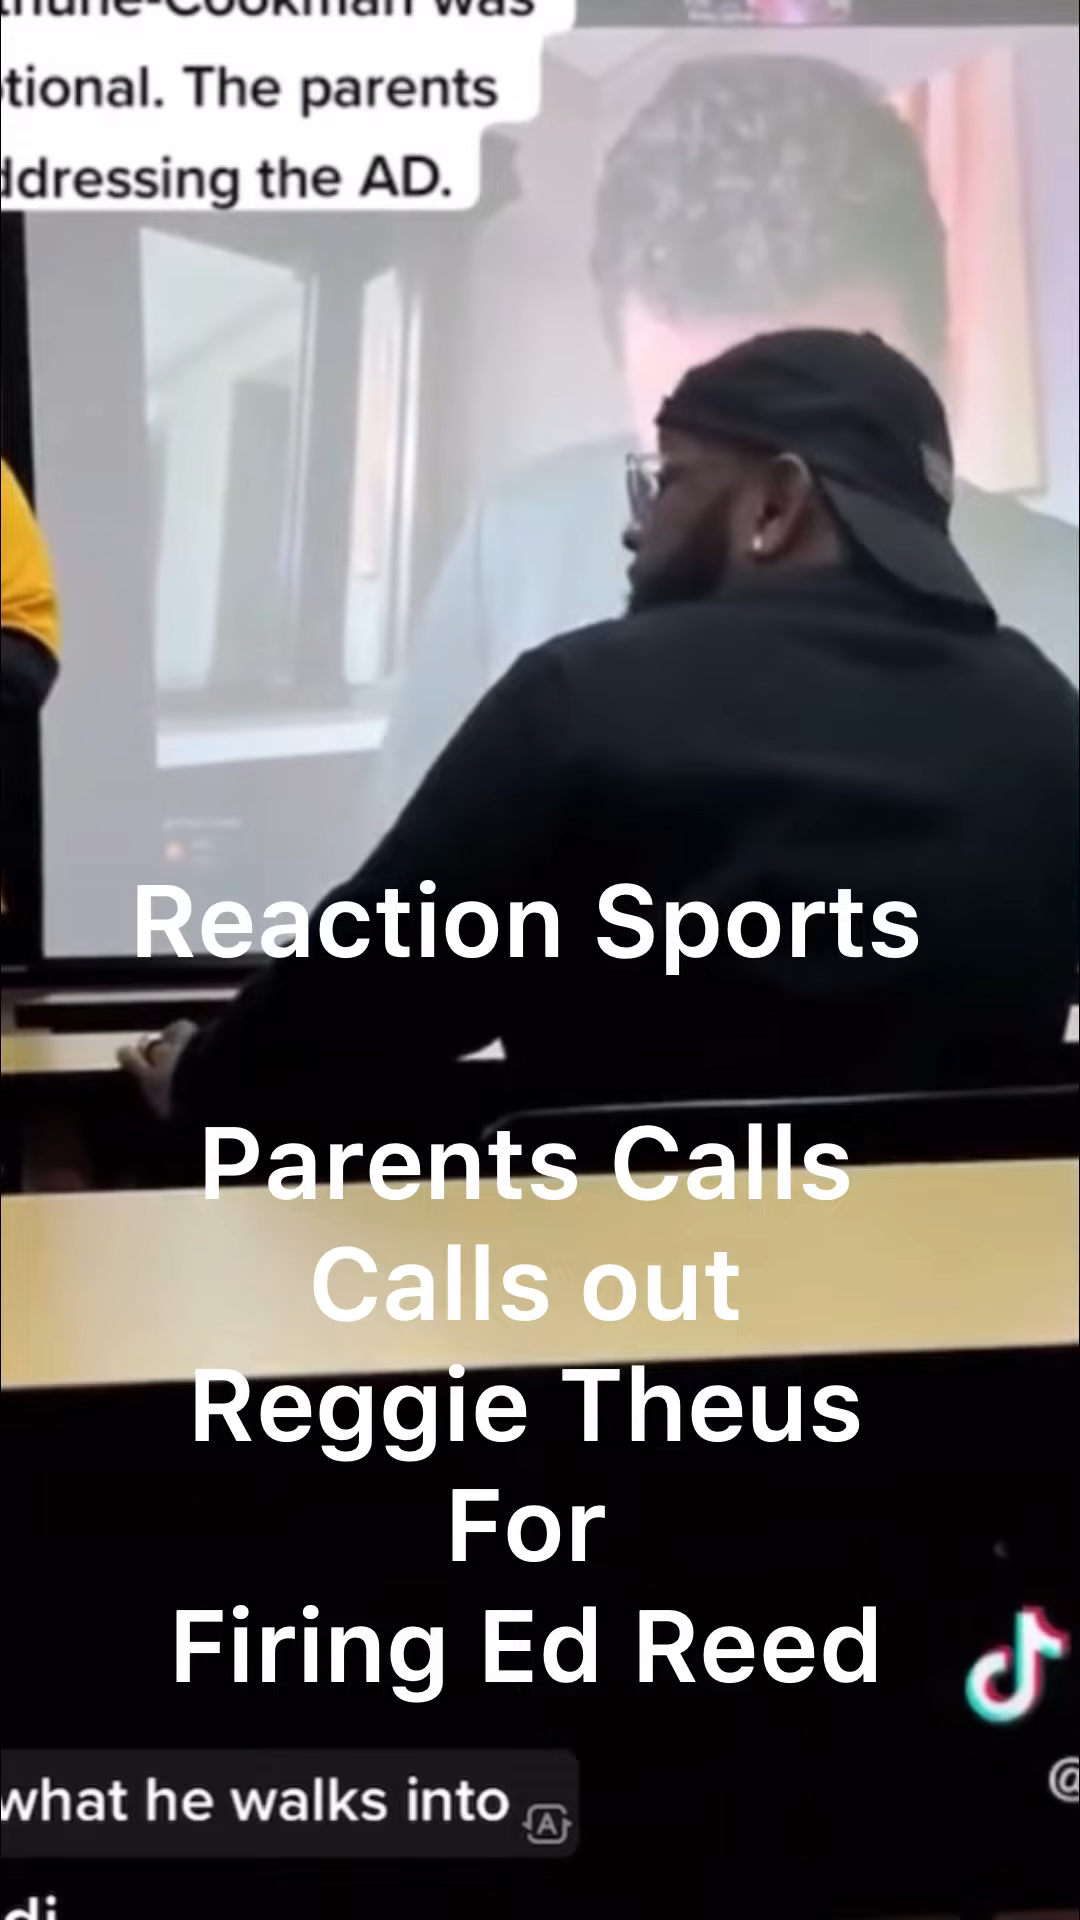 was
tional. The parents
ddressing the AD.
Reaction Sports
Parents Calls
Calls out
Reggie Theus
For
Firing Ed Reed
@
what he walks into
A